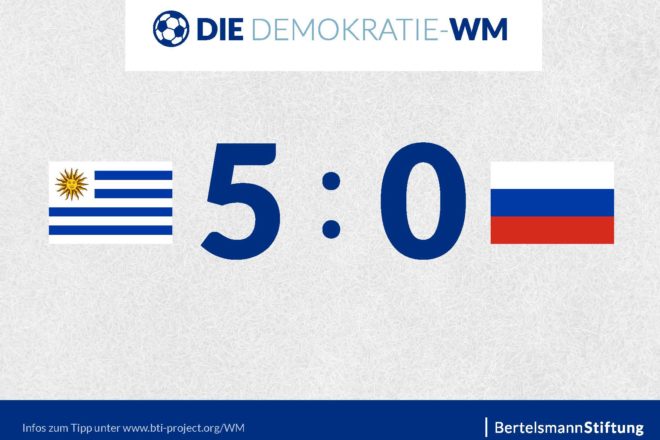 DIE DEMOKRATIE-WM
5 : 0
Infos zum Tipp unter www.bti-project.org/WM
BertelsmannStiftung